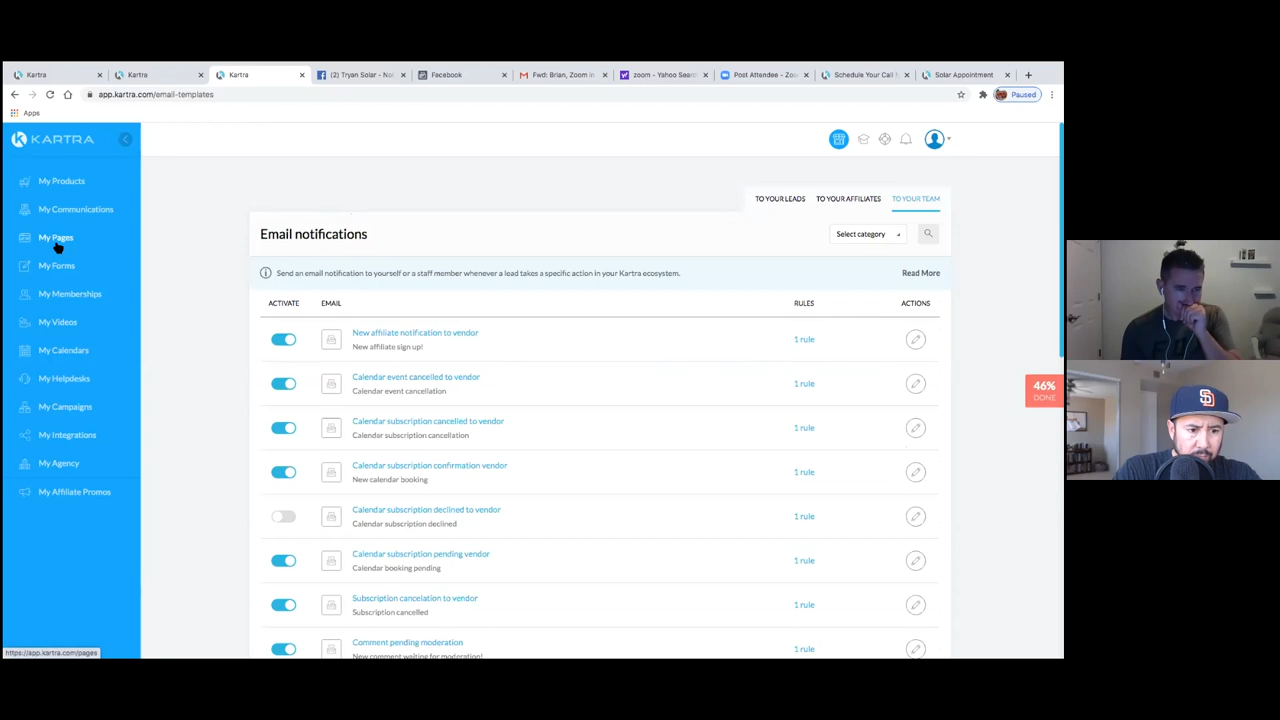 Kartra
Kartra
Kartra
(2) Tryan Solar - No
Facebook
Fwd: Brian, Zoom in
zoom - Yahoo Sear
Post Attendee - Zo
Schedule Your Call
Solar Appointment
app.kartra.com/email-templates
Paused
Apps
KARTRA
My Products
My Communications
My Pages
My Forms
My Memberships
My Videos
My Calendars
My Helpdesks
My Campaigns
My Integrations
My Agency
My Affiliate Promos
TO YOUR LEADS TO YOUR AFFILIATES TO YOUR TEAM
Email notifications
Select category
Send an email notification to yourself or a staff member whenever a lead takes a specific action in your Kartra ecosystem.
Read More
ACTIVATE EMAIL RULES ACTIONS
New affiliate notification to vendor
New affiliate sign up!
1 rule
Calendar event cancelled to vendor
Calendar event cancellation
1 rule
Calendar subscription cancelled to vendor
Calendar subscription cancellation
1 rule
Calendar subscription confirmation vendor
New calendar booking
1 rule
Calendar subscription declined to vendor
Calendar subscription declined
1 rule
Calendar subscription pending vendor
Calendar booking pending
1 rule
Subscription cancelation to vendor
Subscription cancelled
1 rule
Comment pending moderation
New comment waiting for moderation!
1 rule
46%
DONE
https://app.kartra.com/pages
SD